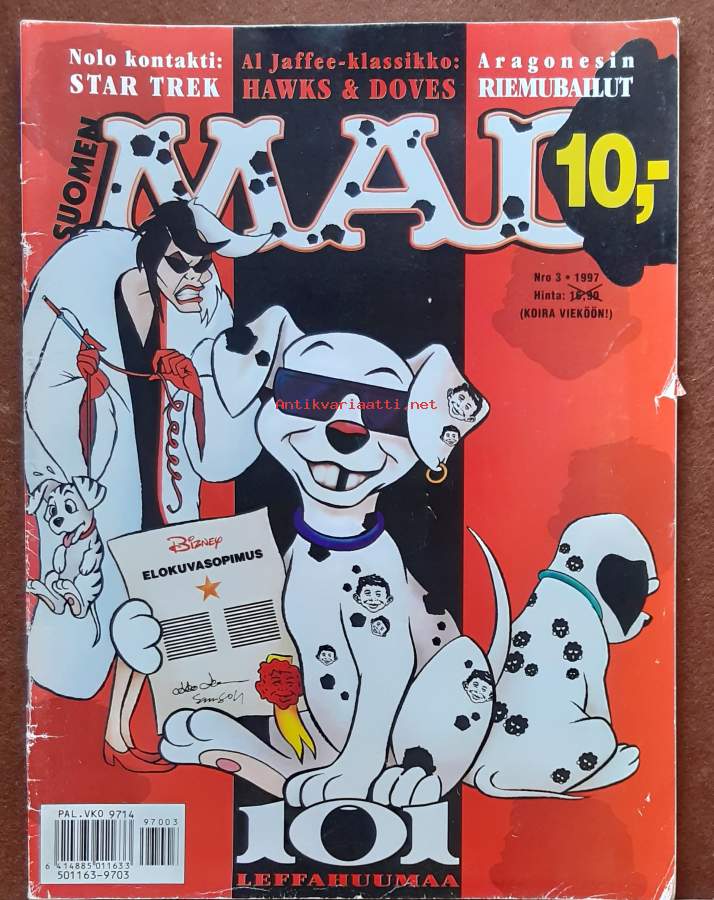 Nolo kontakti:
STAR TREK
Al Jaffee-klassikko:
HAWKS & DOVES
Aragonesin
RIEMUBAILUT
SUOMEN
MAD
10,-
Nro 3 • 1997
Hinta: 16,90
(KOIRA VIEKÖÖN!)
Antikvariaatti.net
Bizney
ELOKUVASOPIMUS
PAL.VKO 9714
97003
6 414885 011633
501163-9703
101
LEFFAHUUMAA